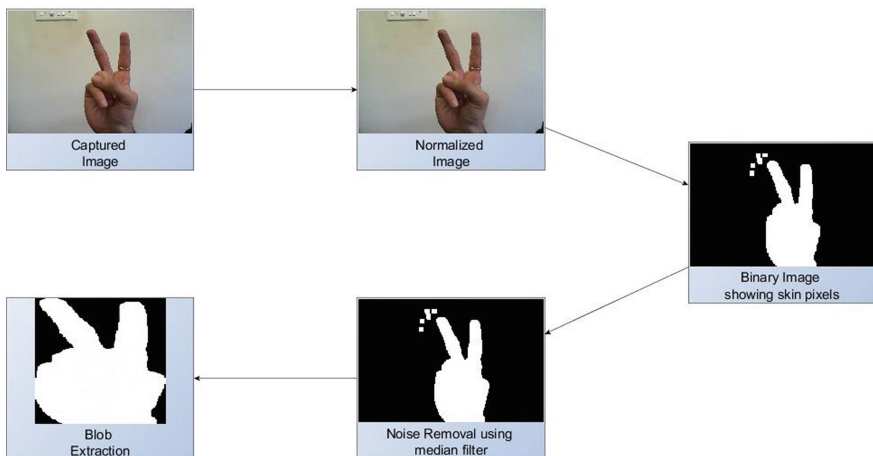 Captured
Image
Normalized
Image
Binary Image
showing skin pixels
Noise Removal using
median filter
Blob
Extraction